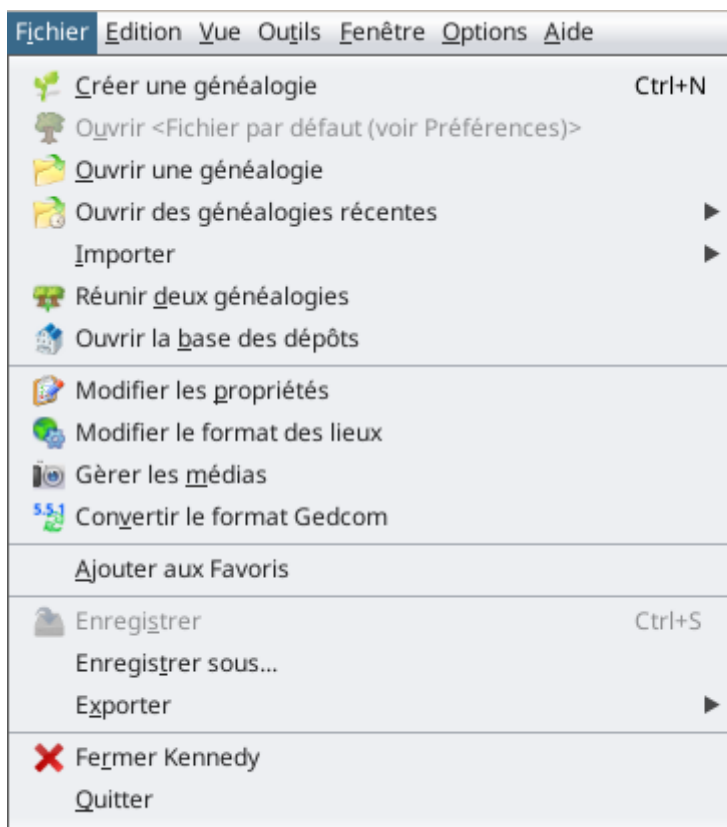 Fichier Edition Vue Outils Fenêtre Options Aide
Créer une généalogie Ctrl+N
Ouvrir <Fichier par défaut (voir Préférences)>
Ouvrir une généalogie
Ouvrir des généalogies récentes
Importer
Réunir deux généalogies
Ouvrir la base des dépôts
Modifier les propriétés
Modifier le format des lieux
Gèrer les médias
5.5.1
Convertir le format Gedcom
Ajouter aux Favoris
Enregistrer Ctrl+S
Enregistrer sous...
Exporter
Fermer Kennedy
Quitter